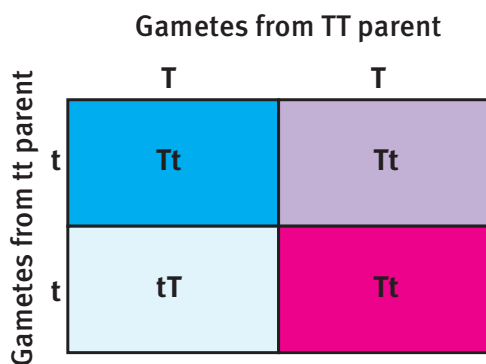 Gametes from TT parent
T T
Gametes from tt parent
t Tt Tt
t tT Tt